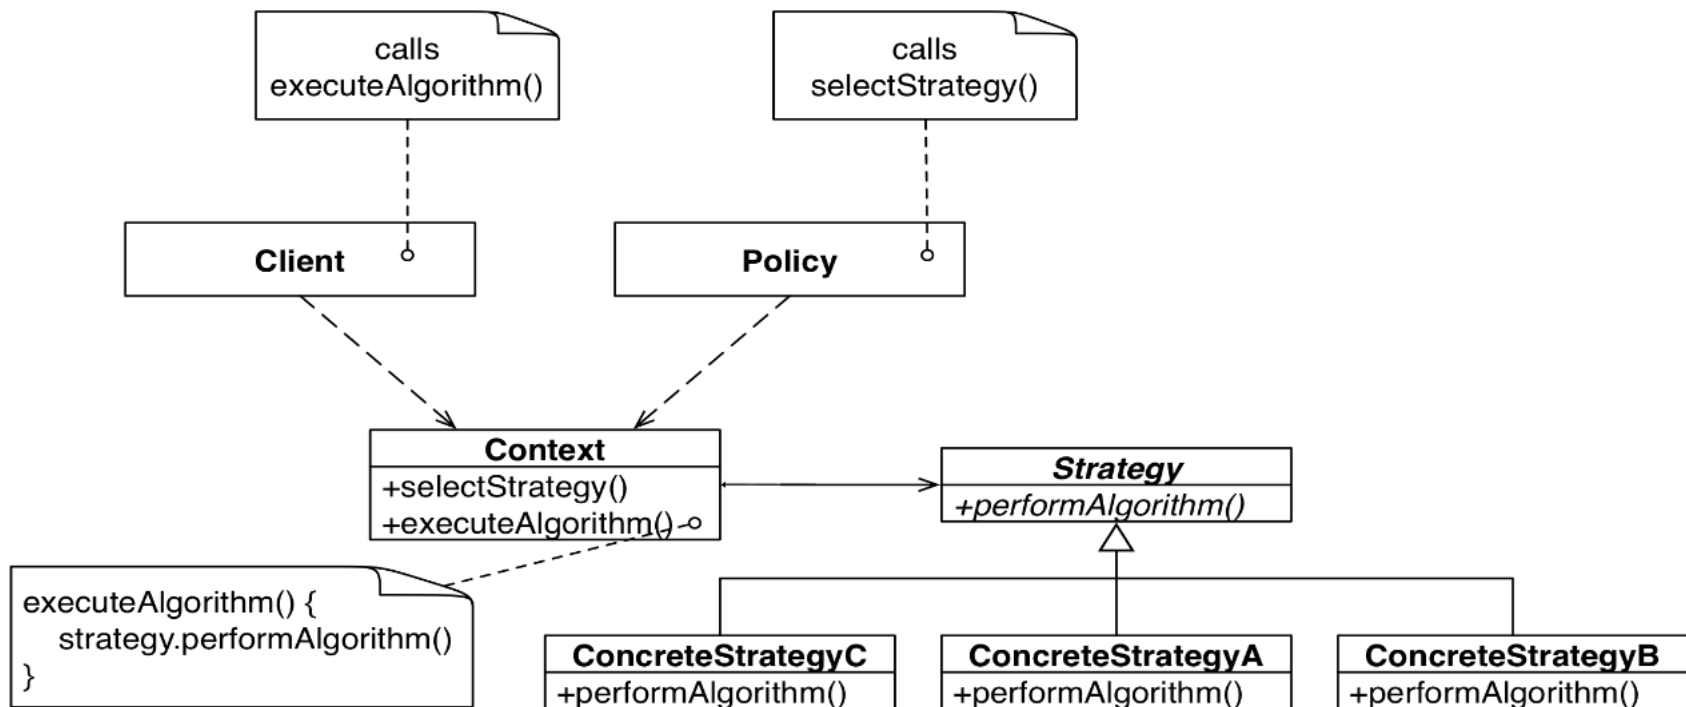 calls
executeAlgorithm()
calls
selectStrategy()
Client
Policy
Context
+selectStrategy()
+executeAlgorithm()
Strategy
+performAlgorithm()
executeAlgorithm() {
strategy.performAlgorithm()
}
ConcreteStrategyC
+performAlgorithm()
ConcreteStrategyA
+performAlgorithm()
ConcreteStrategyB
+performAlgorithm()